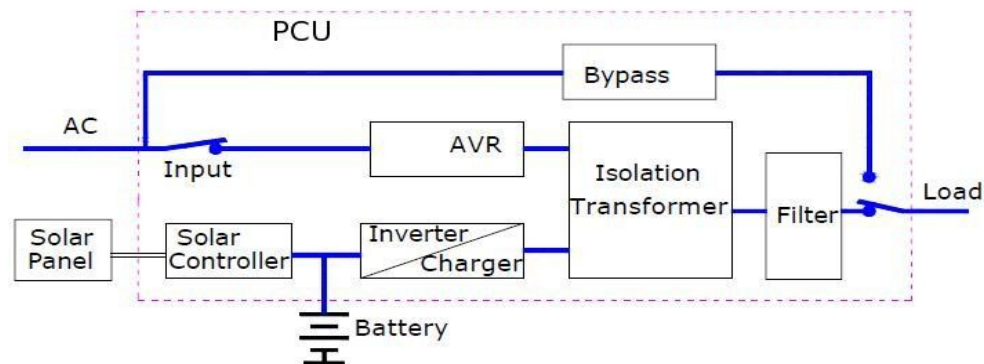 PCU
Bypass
AC
Input
AVR
Isolation
Transformer
Filter
Load
Solar
Panel
Solar
Controller
Inverter
Charger
Battery